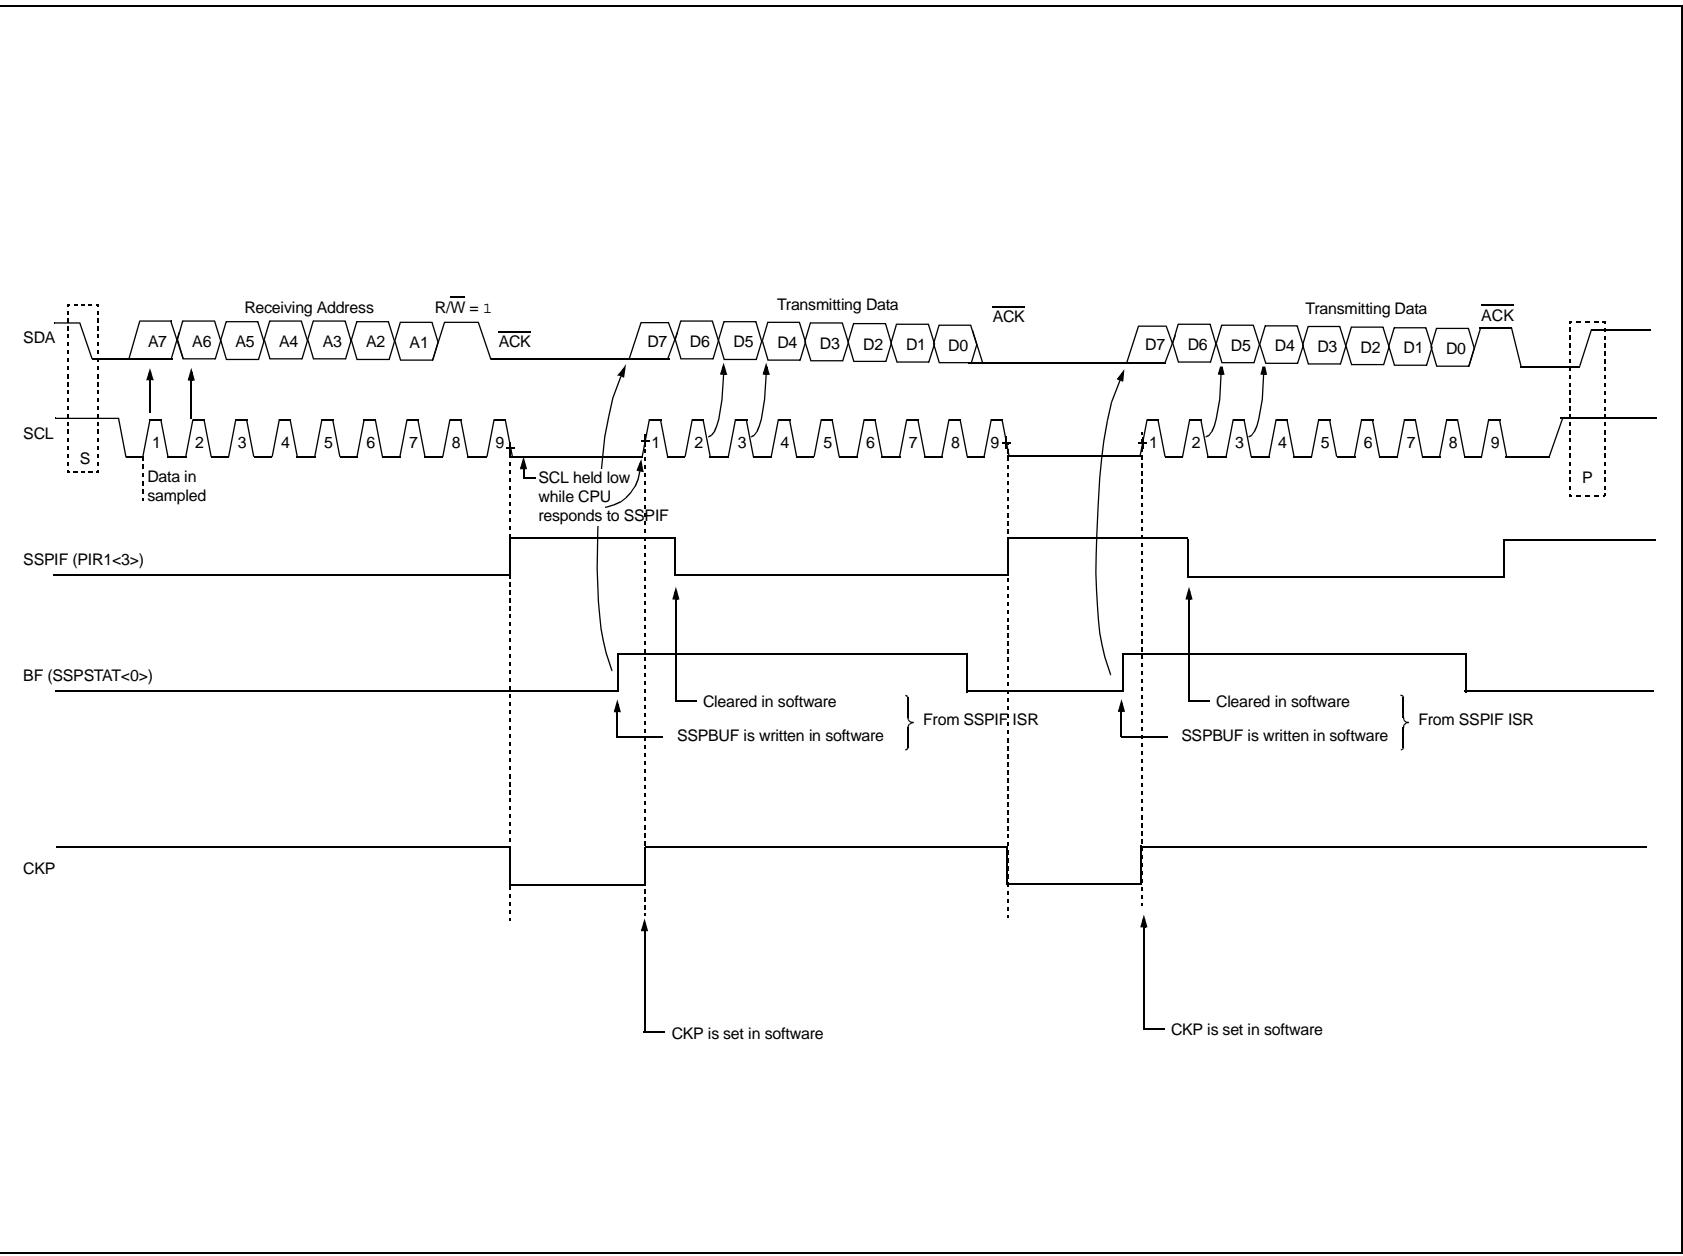 Receiving Address R/W = 1 Transmitting Data ACK Transmitting Data ACK
SDA A7 A6 A5 A4 A3 A2 A1 ACK D7 D6 D5 D4 D3 D2 D1 D0 D7 D6 D5 D4 D3 D2 D1 D0
SCL 1 2 3 4 5 6 7 8 9 1 2 3 4 5 6 7 8 9 1 2 3 4 5 6 7 8 9
S
P
Data in
sampled
SCL held low
while CPU
responds to SSPIF
SSPIF (PIR1<3>)
BF (SSPSTAT<0>)
Cleared in software
SSPBUF is written in software
From SSPIF ISR
Cleared in software
SSPBUF is written in software
From SSPIF ISR
CKP
CKP is set in software
CKP is set in software